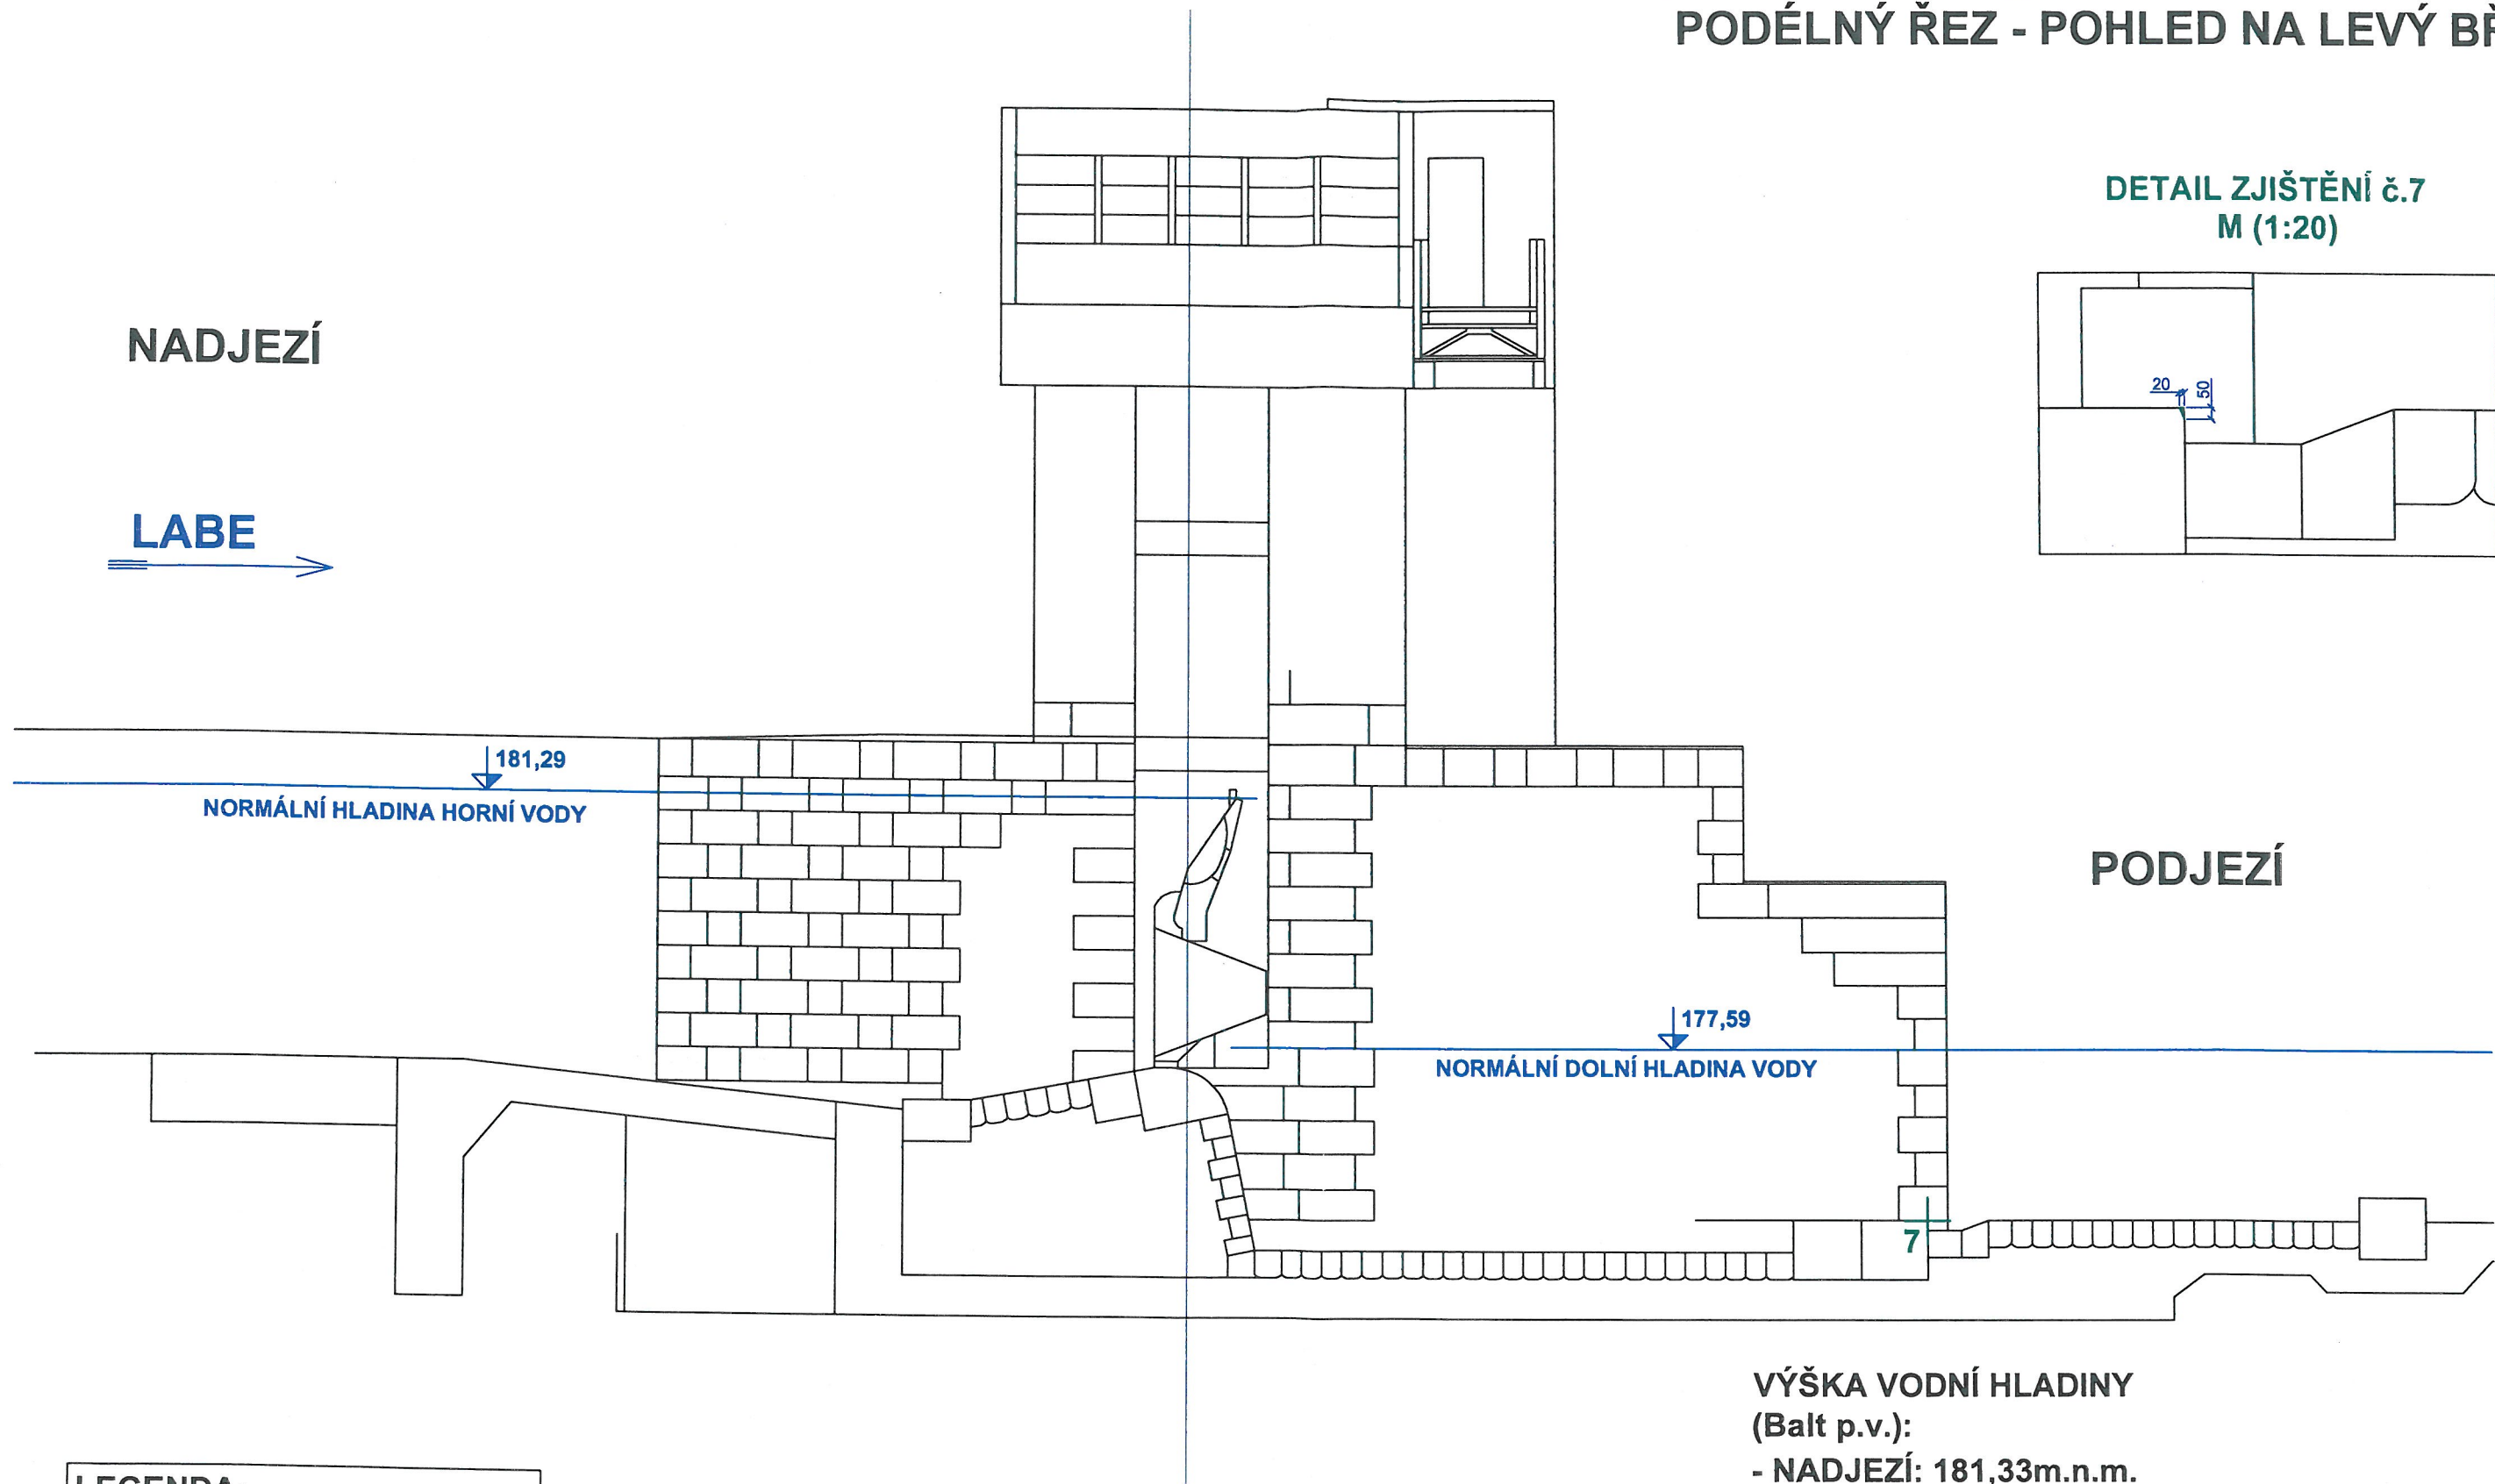 PODÉLNÝ ŘEZ - POHLED NA LEVÝ
DETAIL ZJIŠTĚNÍ č.7
M (1:20)
20
50
NADJEZÍ
LABE
181,29
NORMÁLNÍ HLADINA HORNÍ VODY
PODJEZÍ
177,59
NORMÁLNÍ DOLNÍ HLADINA VODY
7
VÝŠKA VODNÍ HLADINY
(Balt p.v.):
- NADJEZÍ: 181,33m.n.m.
LEGENDA